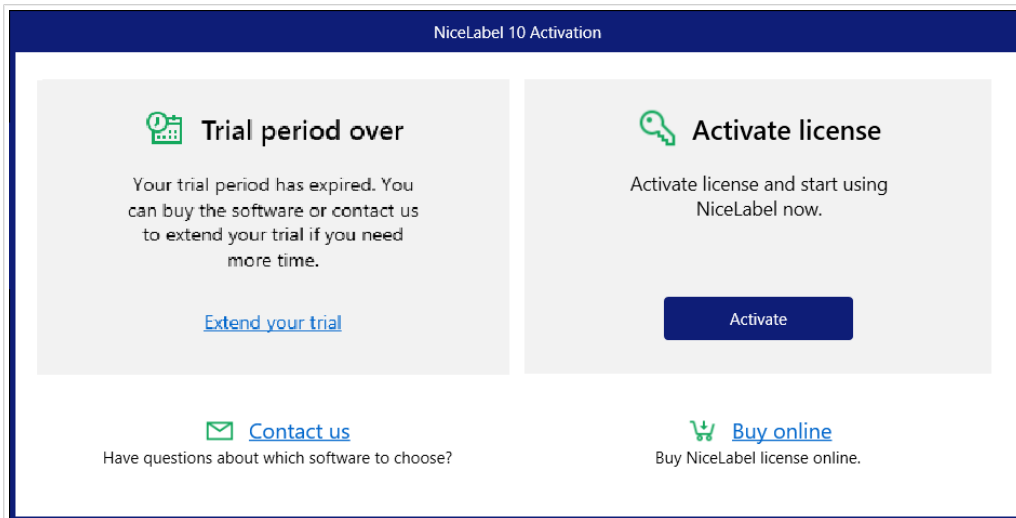 NiceLabel 10 Activation
Trial period over
Your trial period has expired. You
can buy the software or contact us
to extend your trial if you need
more time.
Extend your trial
Activate license
Activate license and start using
NiceLabel now.
Activate
Contact us
Have questions about which software to choose?
Buy online
Buy NiceLabel license online.